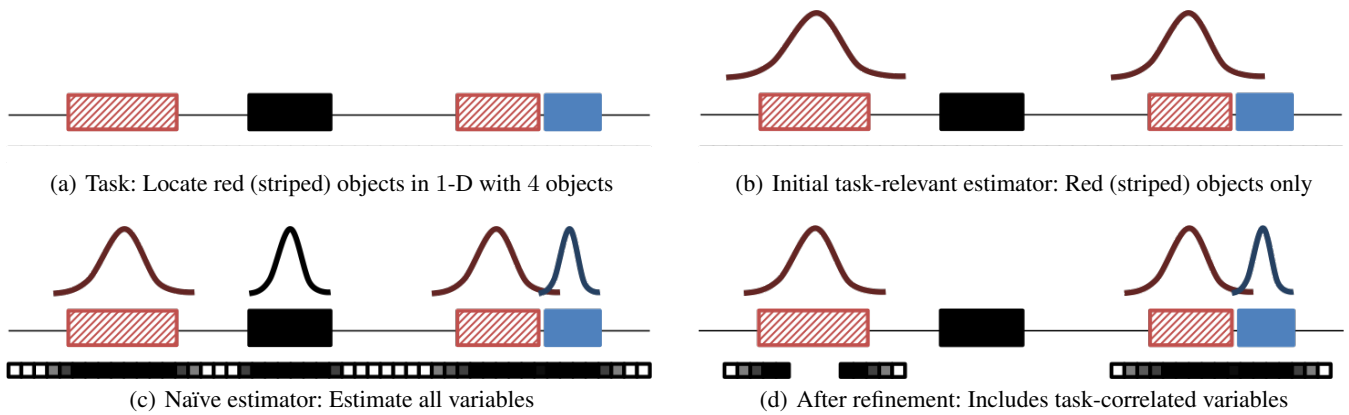 (a) Task: Locate red (striped) objects in 1-D with 4 objects
(b) Initial task-relevant estimator: Red (striped) objects only
(c) Naïve estimator: Estimate all variables
(d) After refinement: Includes task-correlated variables